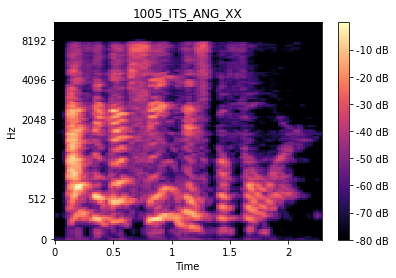 1005_ITS_ANG_XX
8192
4096
2048
1024
512
0
Hz
0 0.5 1 1.5 2
Time
-10 dB
-20 dB
-30 dB
-40 dB
-50 dB
-60 dB
-70 dB
-80 dB